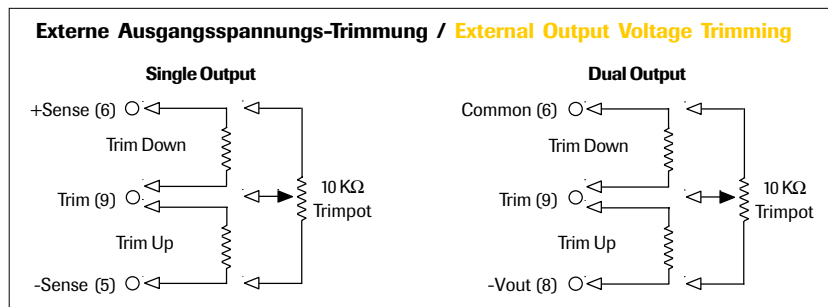 Externe Ausgangsspannungs-Trimmung / External Output Voltage Trimming
Single Output
+Sense (6)
Trim Down
Trim (9)
10 KΩ
Trimpot
Trim Up
-Sense (5)
Dual Output
Common (6)
Trim Down
Trim (9)
10 KΩ
Trimpot
Trim Up
-Vout (8)